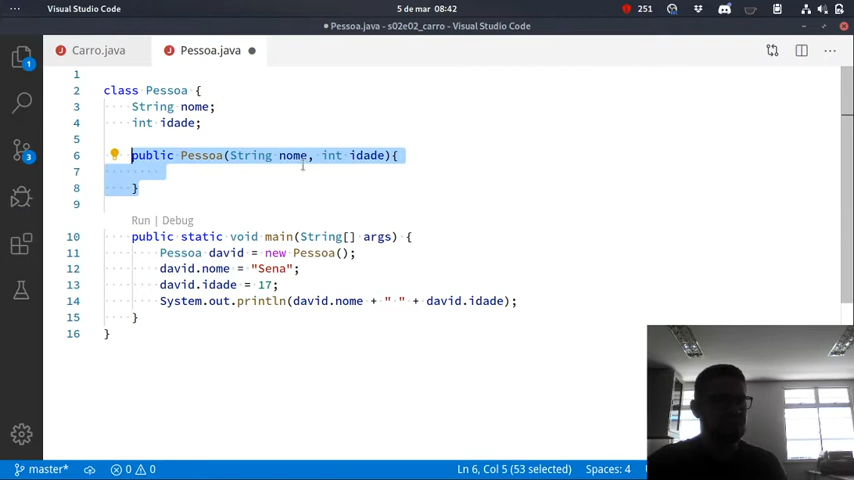 Visual Studio Code
5 de mar 08:42
251
Pessoa.java - s02e02_carro - Visual Studio Code
Carro.java
Pessoa.java
1
2 class Pessoa {
3 String nome;
4 int idade;
5
6 public Pessoa(String nome, int idade){
7
8 }
9
Run | Debug
10 public static void main(String[] args) {
11 Pessoa david = new Pessoa();
12 david.nome = "Sena";
13 david.idade = 17;
14 System.out.println(david.nome + " " + david.idade);
15 }
16 }
1
3
master* 0 0 Ln 6, Col 5 (53 selected) Spaces: 4